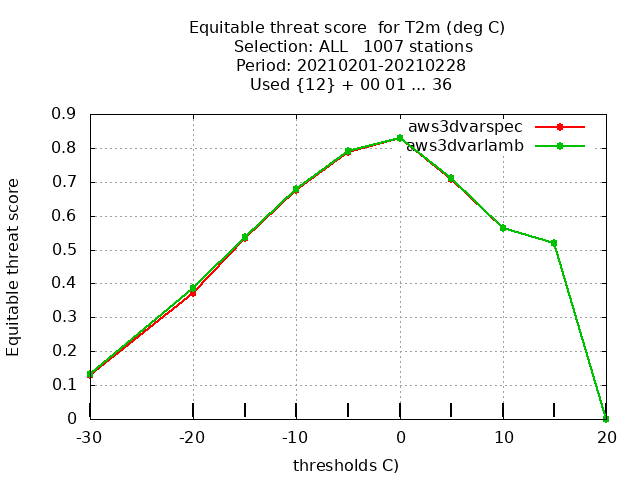 Equitable threat score  for T2m (deg C)
Selection: ALL   1007 stations
Period: 20210201-20210228
Used {12} + 00 01 ... 36
aws3dvarspec
aws3dvarlamb
Equitable threat score
0.9
0.8
0.7
0.6
0.5
0.4
0.3
0.2
0.1
0
-30 -20 -10 0 10 20
thresholds C)